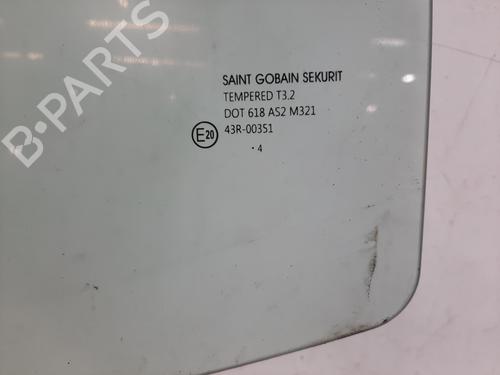 B-PARTS
SAINT GOBAIN SEKURIT
TEMPERED T3.2
DOT 618 AS2 M321
E20 43R-00351
. 4